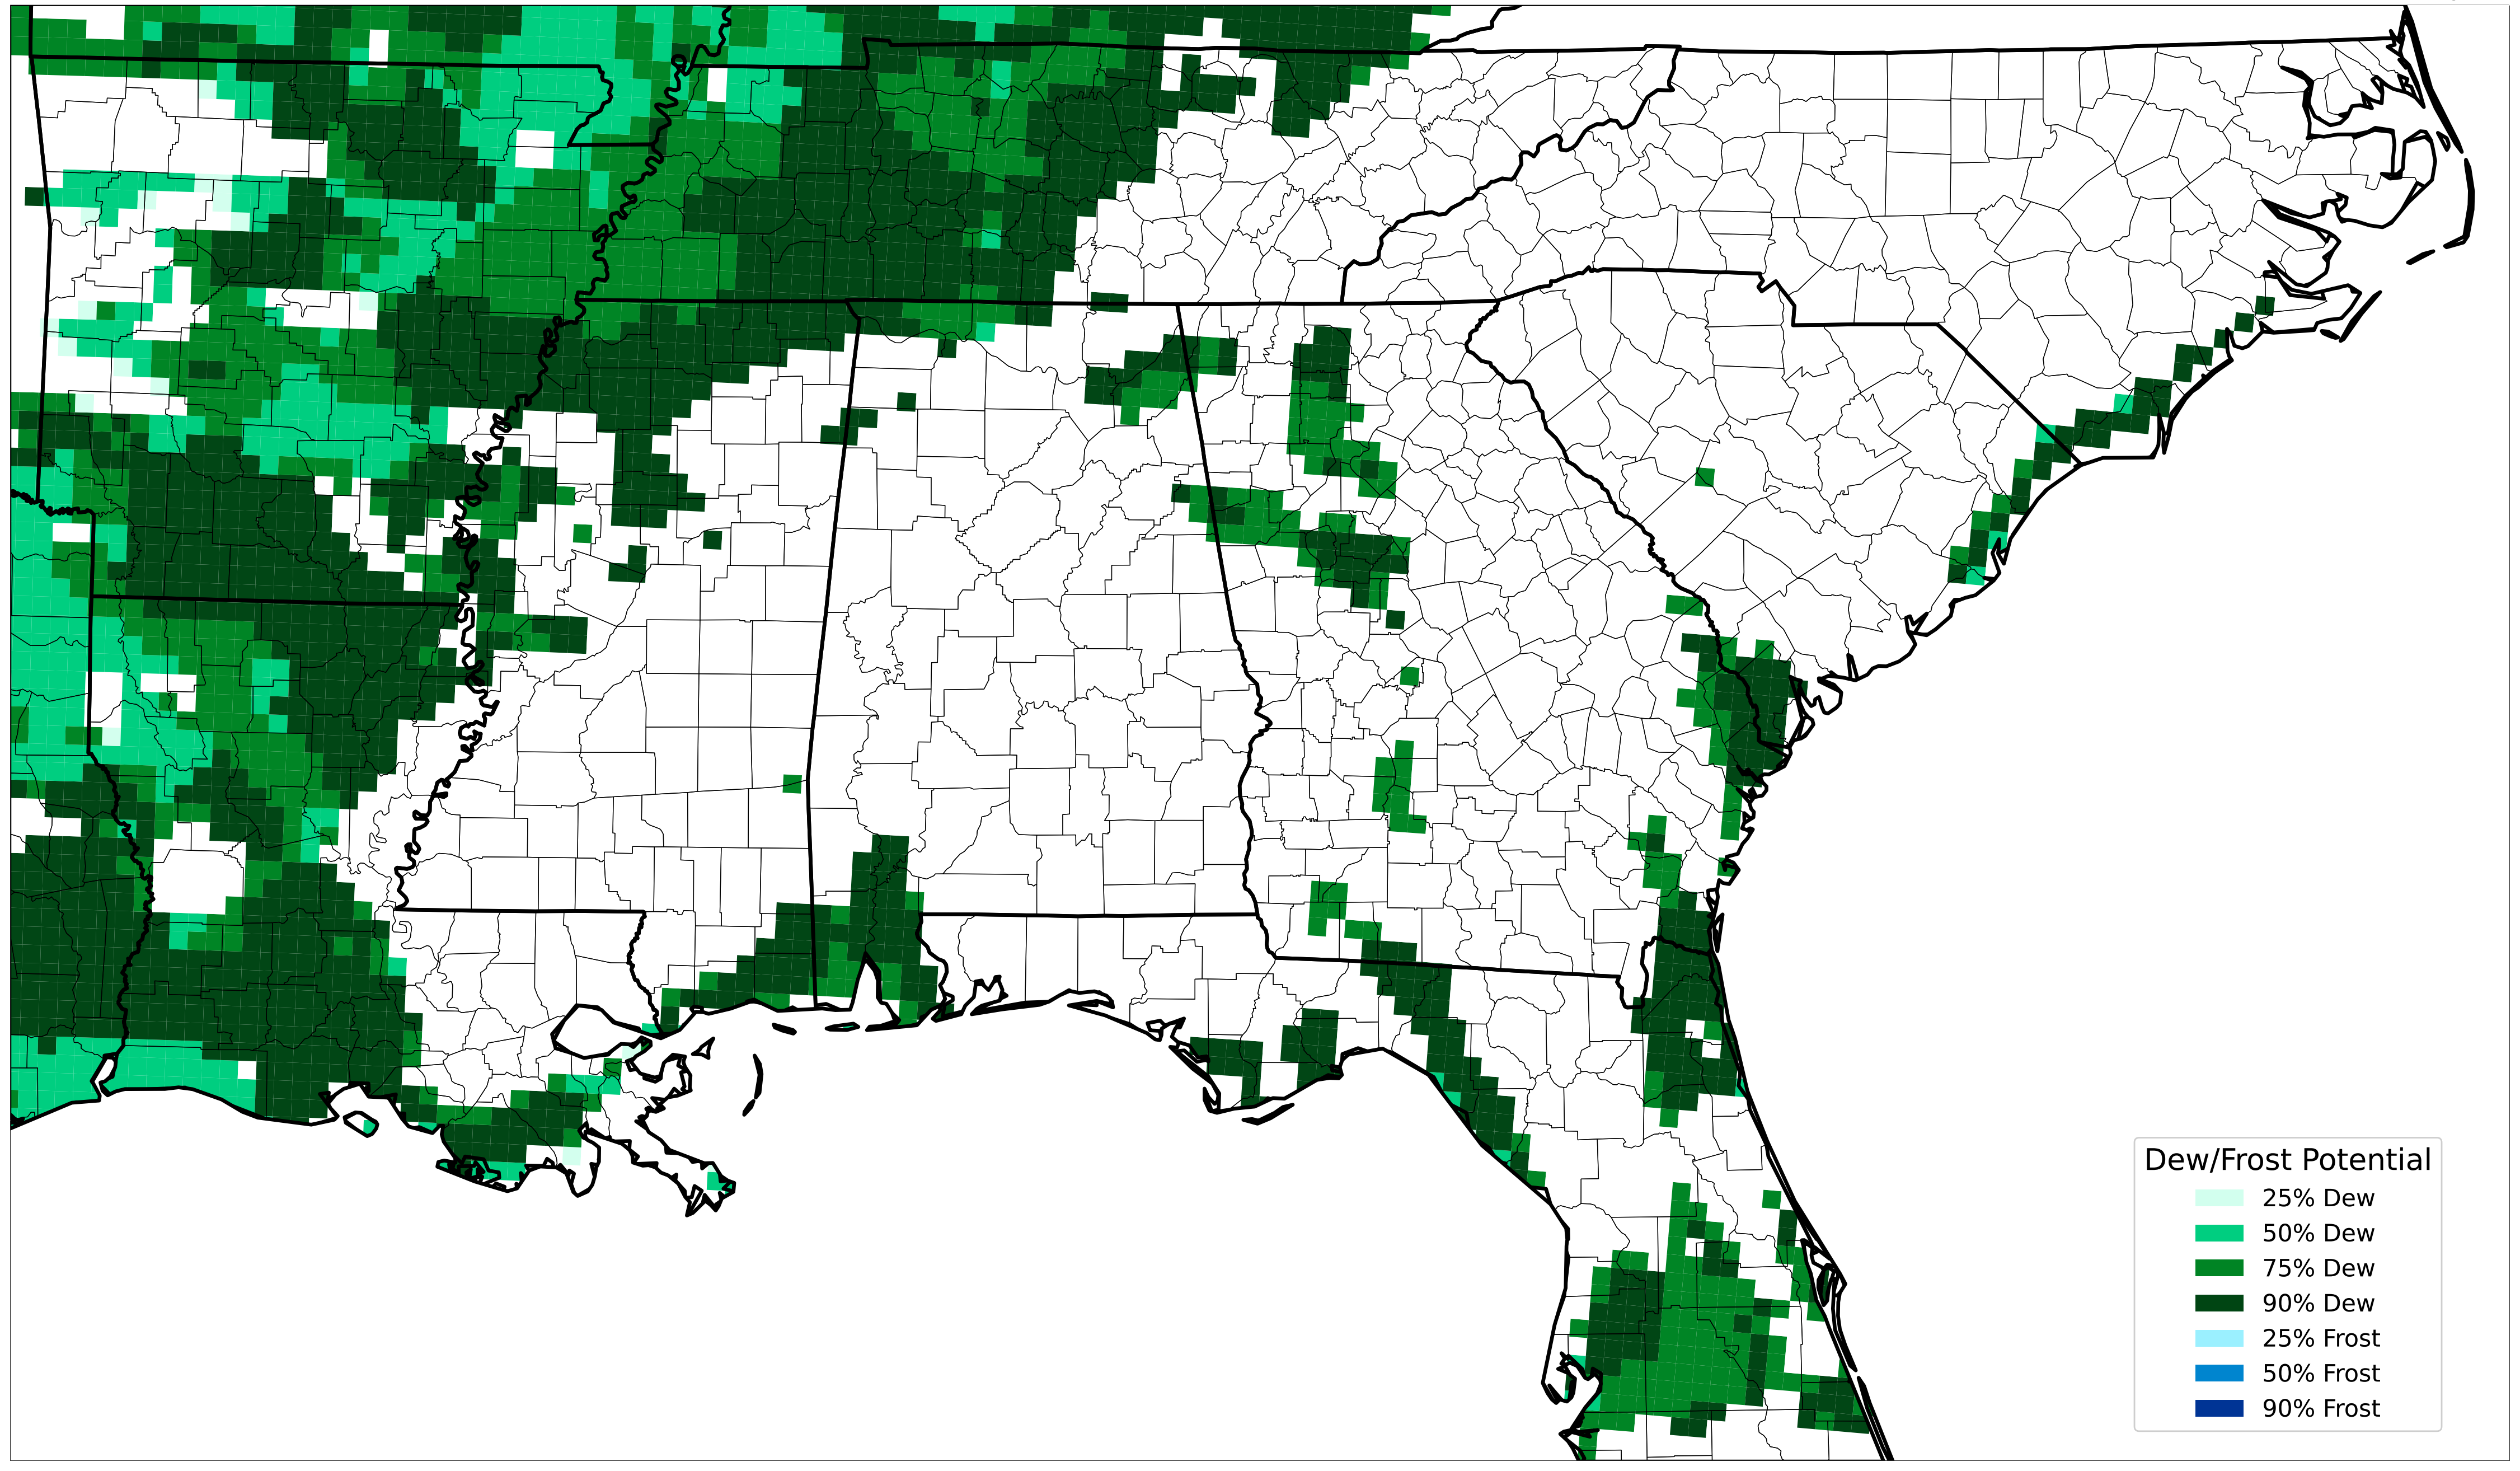 Dew/Frost Potential
25% Dew
50% Dew
75% Dew
90% Dew
25% Frost
50% Frost
90% Frost